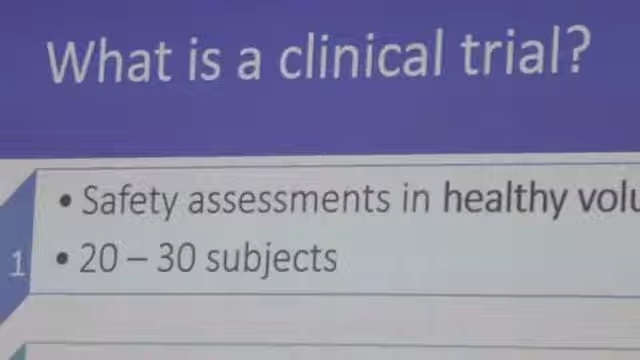 What is a clinical trial?
• Safety assessments in healthy
1
• 20 – 30 subjects